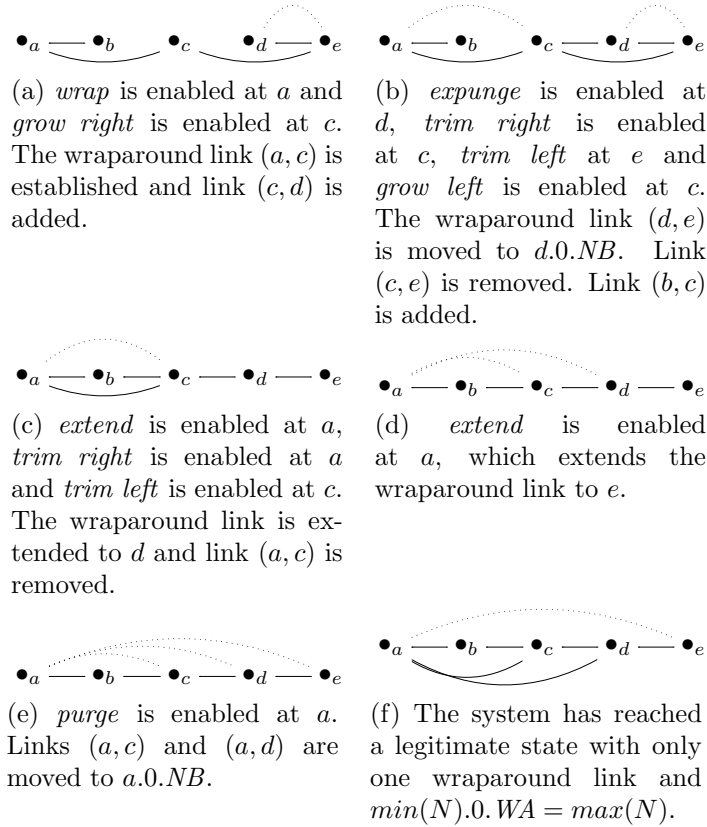 a b c d e
(a) wrap is enabled at a and
grow right is enabled at c.
The wraparound link (a, c) is
established and link (c, d) is
added.
a b c d e
(b) expunge is enabled at
d, trim right is enabled
at c, trim left at e and
grow left is enabled at c.
The wraparound link (d, e)
is moved to d.0.NB. Link
(c, e) is removed. Link (b, c)
is added.
a b c d e
(c) extend is enabled at a,
trim right is enabled at a
and trim left is enabled at c.
The wraparound link is ex-
tended to d and link (a, c) is
removed.
a b c d e
(d) extend is enabled
at a, which extends the
wraparound link to e.
a b c d e
(e) purge is enabled at a.
Links (a, c) and (a, d) are
moved to a.0.NB.
a b c d e
(f) The system has reached
a legitimate state with only
one wraparound link and
min(N).0.WA = max(N).